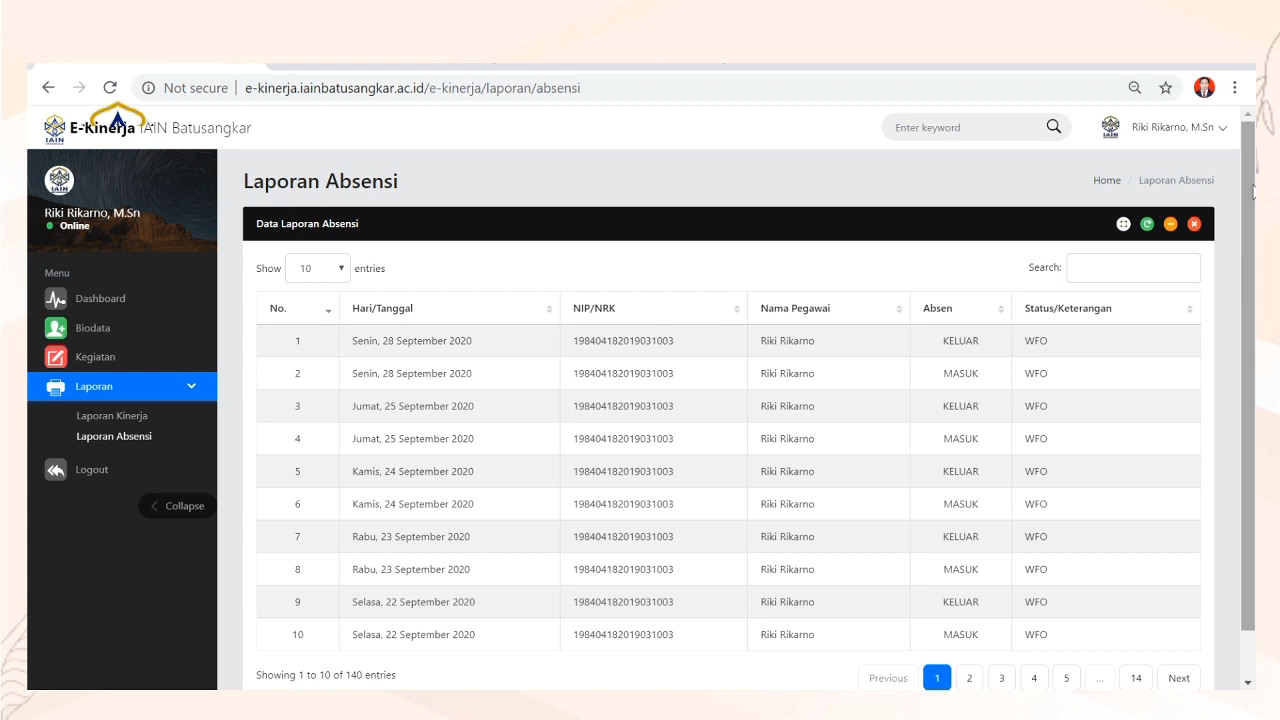 Not secure e-kinerja.iainbatusangkar.ac.id/e-kinerja/laporan/absensi
IAIN E-Kinerja IAIN Batusangkar
Enter keyword
IAIN Riki Rikarno, M.Sn
IAIN
Riki Rikarno, M.Sn
Online
Menu
Dashboard
Biodata
Kegiatan
Laporan
Laporan Kinerja
Laporan Absensi
Logout
Collapse
Laporan Absensi
Home / Laporan Absensi
Data Laporan Absensi
Show 10 entries
Search:
No. Hari/Tanggal NIP/NRK Nama Pegawai Absen Status/Keterangan
1 Senin, 28 September 2020 198404182019031003 Riki Rikarno KELUAR WFO
2 Senin, 28 September 2020 198404182019031003 Riki Rikarno MASUK WFO
3 Jumat, 25 September 2020 198404182019031003 Riki Rikarno KELUAR WFO
4 Jumat, 25 September 2020 198404182019031003 Riki Rikarno MASUK WFO
5 Kamis, 24 September 2020 198404182019031003 Riki Rikarno KELUAR WFO
6 Kamis, 24 September 2020 198404182019031003 Riki Rikarno MASUK WFO
7 Rabu, 23 September 2020 198404182019031003 Riki Rikarno KELUAR WFO
8 Rabu, 23 September 2020 198404182019031003 Riki Rikarno MASUK WFO
9 Selasa, 22 September 2020 198404182019031003 Riki Rikarno KELUAR WFO
10 Selasa, 22 September 2020 198404182019031003 Riki Rikarno MASUK WFO
Showing 1 to 10 of 140 entries
Previous 1 2 3 4 5 ... 14 Next